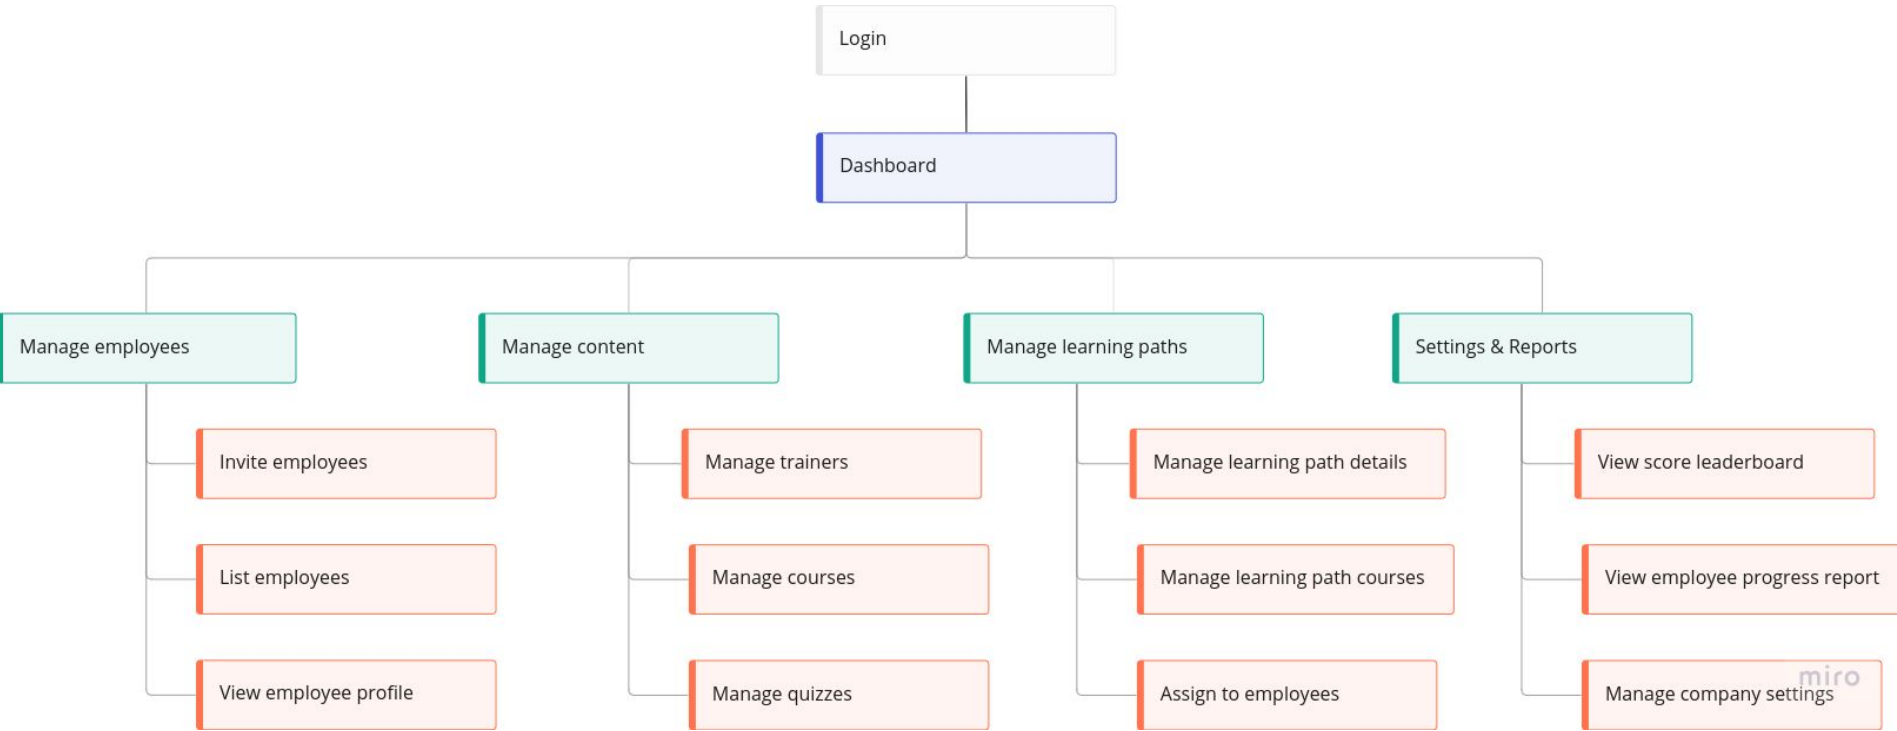 Login
Dashboard
Manage employees
Manage content
Manage learning paths
Settings & Reports
Invite employees
Manage trainers
Manage learning path details
View score leaderboard
List employees
Manage courses
Manage learning path courses
View employee progress report
View employee profile
Manage quizzes
Assign to employees
Manage company settings
miro